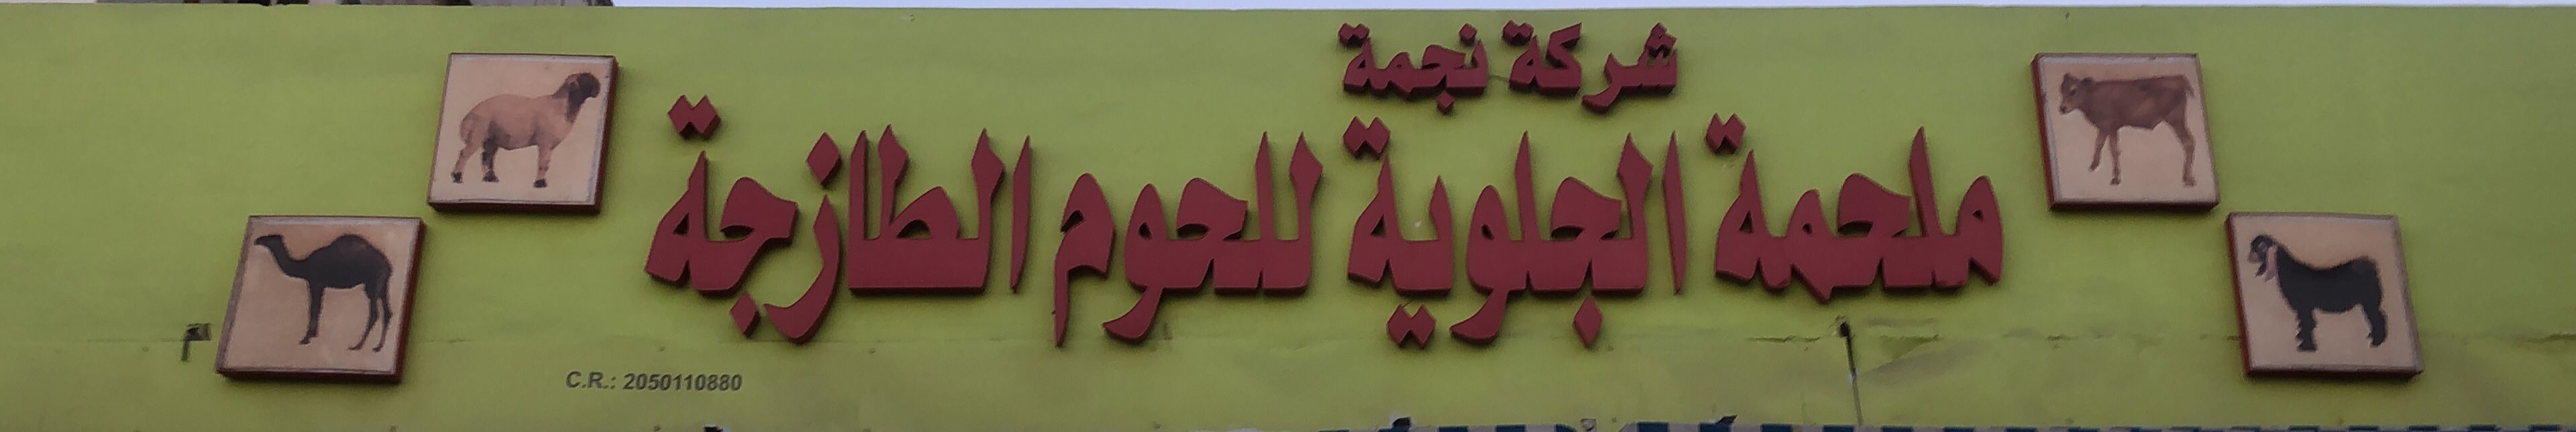 شركة نجمة
ملحمة الجلوية للحوم الطازجة
C.R.: 2050110880